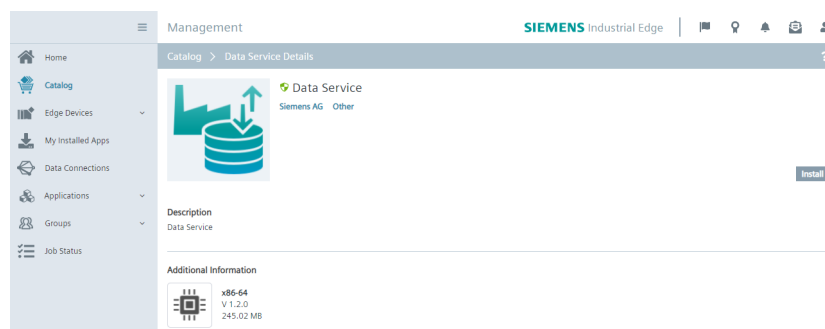 Management
SIEMENS Industrial Edge
Home
Catalog > Data Service Details
Catalog
Data Service
Siemens AG Other
Edge Devices
My Installed Apps
Data Connections
Install
Applications
Groups
Description
Data Service
Job Status
Additional Information
x86-64
V 1.2.0
245.02 MB